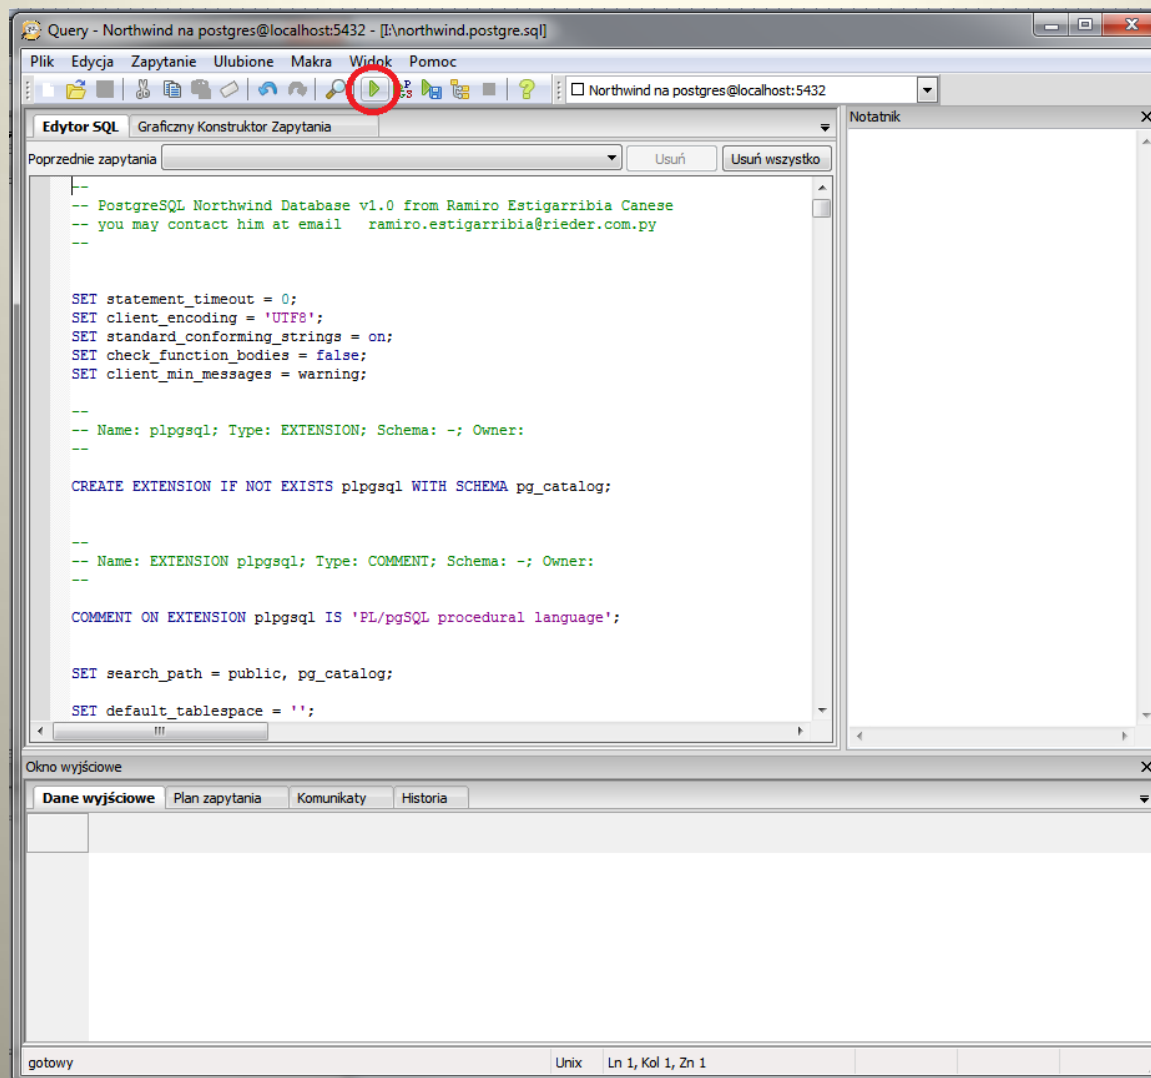 Query - Northwind na postgres@localhost:5432 - [I:\northwind.postgre.sql]
Plik Edycja Zapytanie Ulubione Makra Widok Pomoc
Northwind na postgres@localhost:5432
Edytor SQL Graficzny Konstruktor Zapytania
Notatnik
Poprzednie zapytania Usuń Usuń wszystko
--
-- PostgreSQL Northwind Database v1.0 from Ramiro Estigarribia Canese
-- you may contact him at email   ramiro.estigarribia@rieder.com.py
--
SET statement_timeout = 0;
SET client_encoding = 'UTF8';
SET standard_conforming_strings = on;
SET check_function_bodies = false;
SET client_min_messages = warning;
--
-- Name: plpgsql; Type: EXTENSION; Schema: -; Owner:
--
CREATE EXTENSION IF NOT EXISTS plpgsql WITH SCHEMA pg_catalog;
--
-- Name: EXTENSION plpgsql; Type: COMMENT; Schema: -; Owner:
--
COMMENT ON EXTENSION plpgsql IS 'PL/pgSQL procedural language';
SET search_path = public, pg_catalog;
SET default_tablespace = '';
Okno wyjściowe
Dane wyjściowe Plan zapytania Komunikaty Historia
gotowy Unix Ln 1, Kol 1, Zn 1